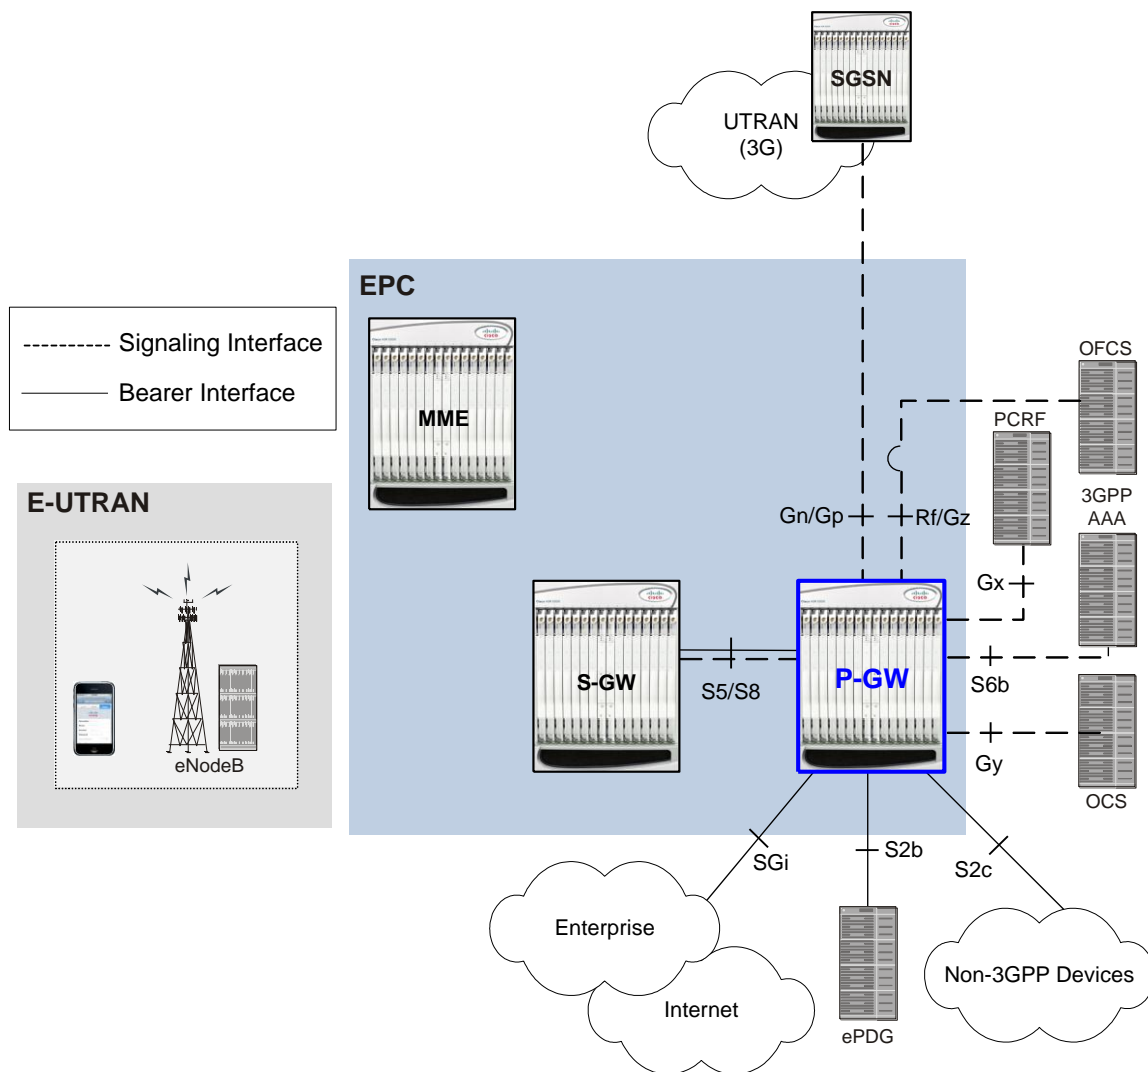 SGSN
UTRAN
(3G)
EPC
Signaling Interface
Bearer Interface
MME
OFCS
PCRF
E-UTRAN
3GPP
AAA
Gn/Gp
Rf/Gz
Gx
S-GW
S5/S8
P-GW
S6b
Gy
eNodeB
OCS
SGi
S2b
S2c
Enterprise
Internet
Non-3GPP Devices
ePDG